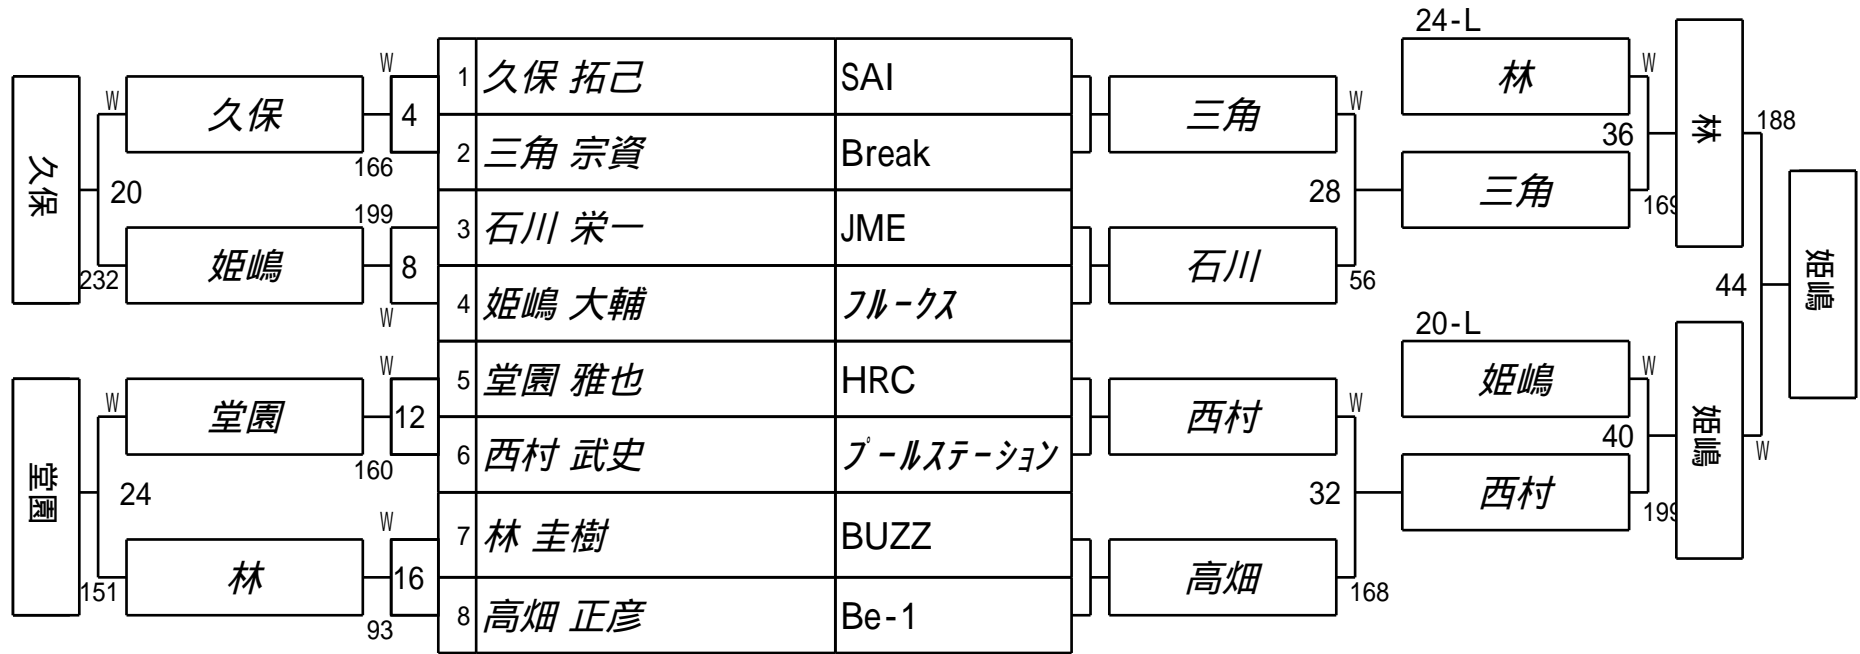 久保
W
久保
166
20
199
姫嶋
232
W
4
8
W
堂園
W
堂園
160
24
林
151
W
12
W
16
93
1 久保 拓己 SAI
2 三角 宗資 Break
3 石川 栄一 JME
4 姫嶋 大輔 フルークス
5 堂園 雅也 HRC
6 西村 武史 プールステーション
7 林 圭樹 BUZZ
8 高畑 正彦 Be-1
三角
W
28
石川
56
西村
W
32
高畑
168
24-L
林
W
36
三角
169
20-L
姫嶋
W
40
西村
199
林
188
44
姫嶋
W
姫嶋